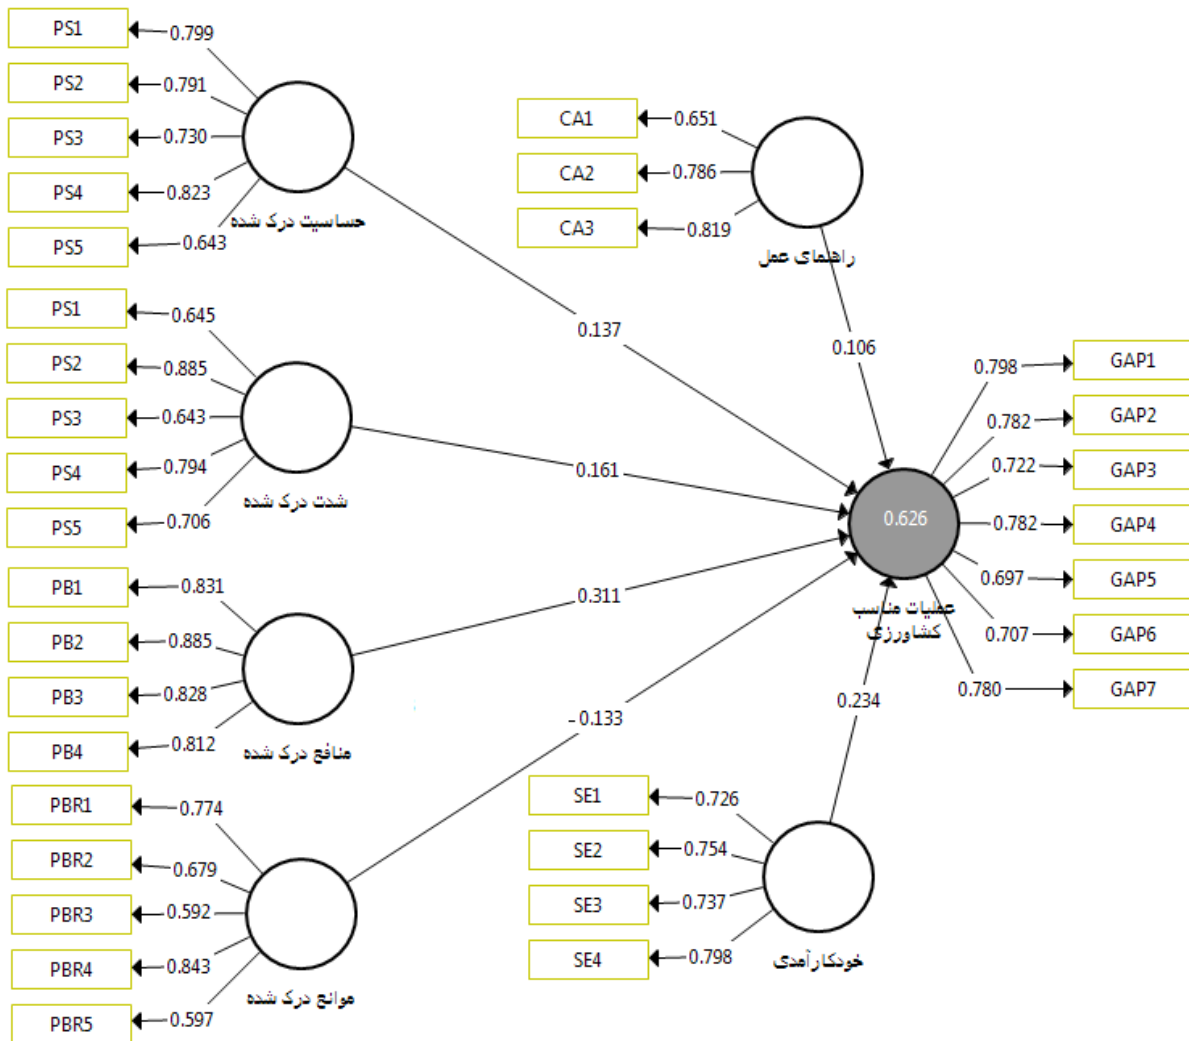 PS1
0.799
PS2
0.791
PS3
0.730
PS4
0.823
PS5
0.643
حساسیت درک شده
PS1
0.645
PS2
0.885
PS3
0.643
PS4
0.794
PS5
0.706
شدت درک شده
PB1
0.831
PB2
0.885
PB3
0.828
PB4
0.812
منافع درک شده
PBR1
0.774
PBR2
0.679
PBR3
0.592
PBR4
0.843
PBR5
0.597
موانع درک شده
CA1
0.651
CA2
0.786
CA3
0.819
راهنمای عمل
0.137
0.106
0.161
0.311
-0.133
0.234
SE1
0.726
SE2
0.754
SE3
0.737
SE4
0.798
خودکارآمدی
0.626
عملیات مناسب
کشاورزی
0.798
GAP1
0.782
GAP2
0.722
GAP3
0.782
GAP4
0.697
GAP5
0.707
GAP6
0.780
GAP7